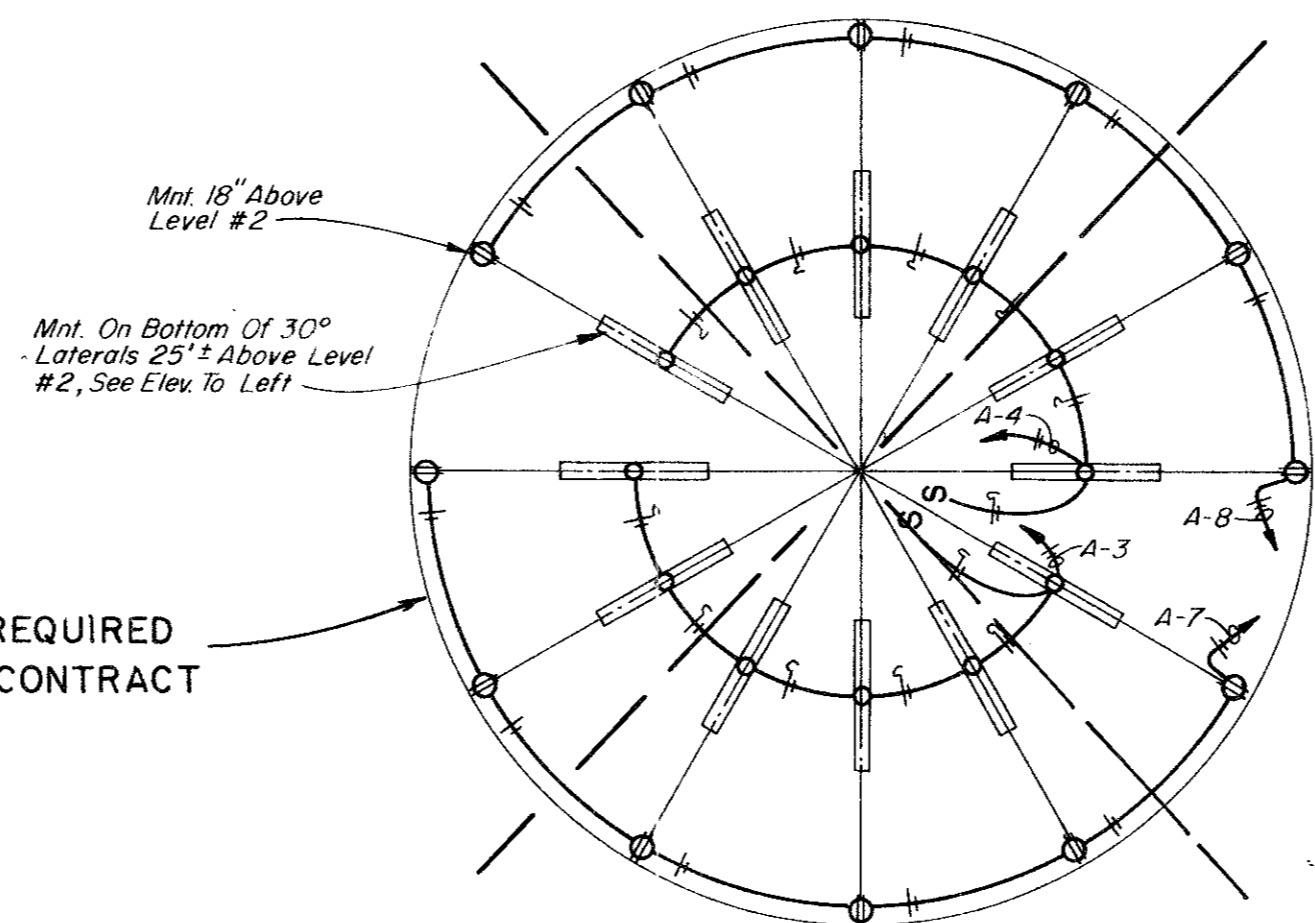 Mnt. 18" Above
Level #2
Mnt. On Bottom Of 30°
Laterals 25'± Above Level
#2, See Elev. To Left
A-4
S
S
A-8
A-3
A-7
REQUIRED
CONTRACT